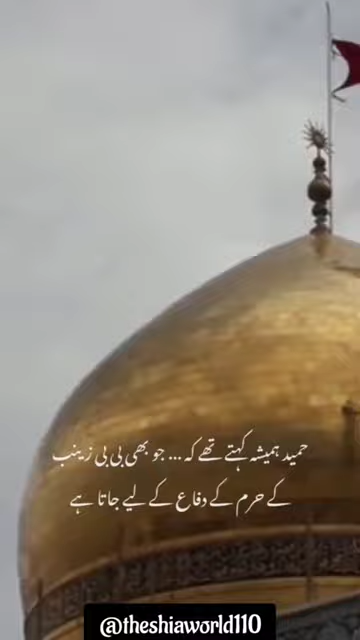 حمید ہمیشہ کہتے تھے کہ... جو بھی بی بی زینب
کے حرم کے دفاع کے لیے جاتا ہے
@theshiaworld110